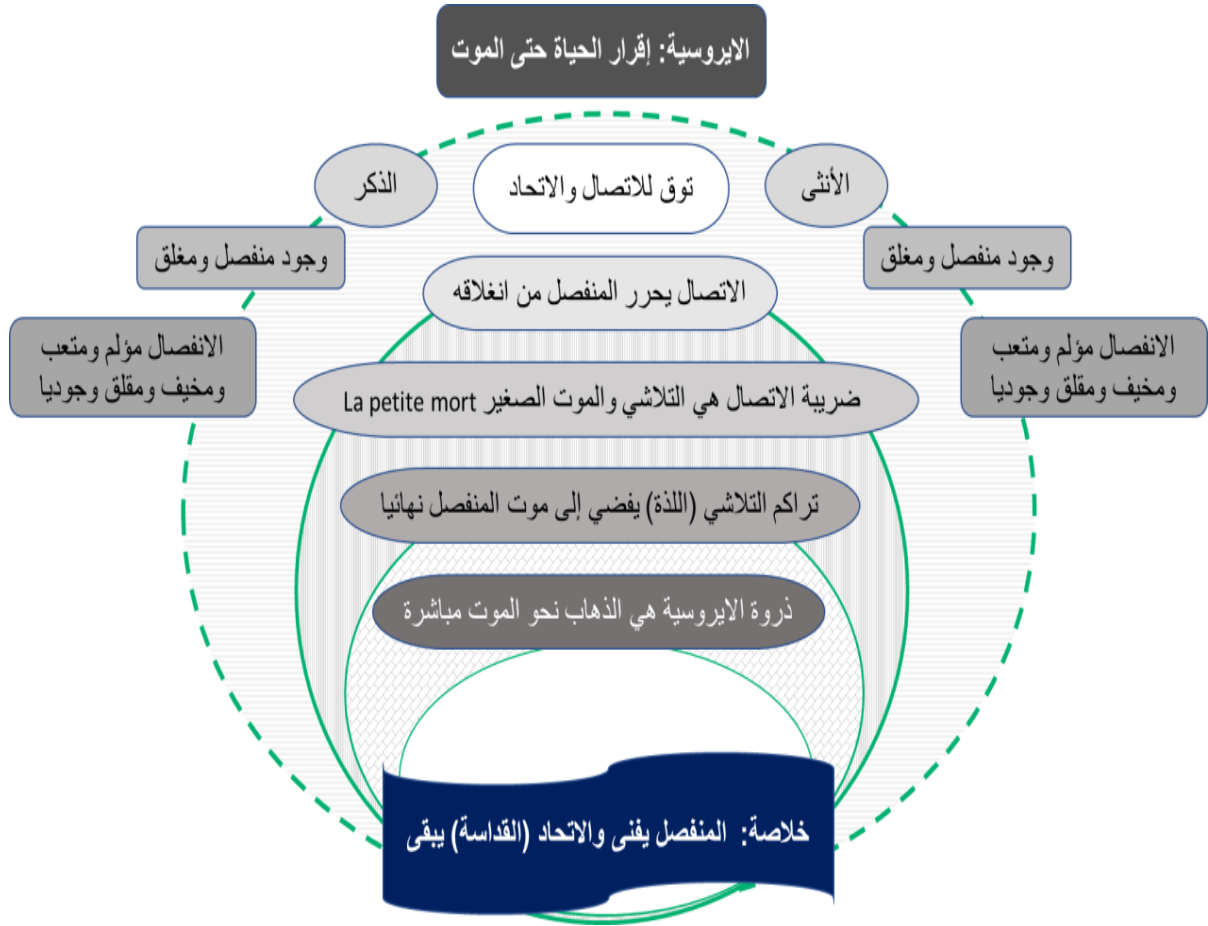 الايروسية: إقرار الحياة حتى الموت
الأنثى
توق للاتصال والاتحاد
الذكر
وجود منفصل ومغلق
وجود منفصل ومغلق
الاتصال يحرر المنفصل من انغلاقه
الانفصال مؤلم ومتعب
ومخيف ومقلق وجوديا
الانفصال مؤلم ومتعب
ومخيف ومقلق وجوديا
ضريبة الاتصال هي التلاشي والموت الصغير La petite mort
تراكم التلاشي (اللذة) يفضي إلى موت المنفصل نهائيا
ذروة الايروسية هي الذهاب نحو الموت مباشرة
خلاصة: المنفصل يفنى والاتحاد (القداسة) يبقى